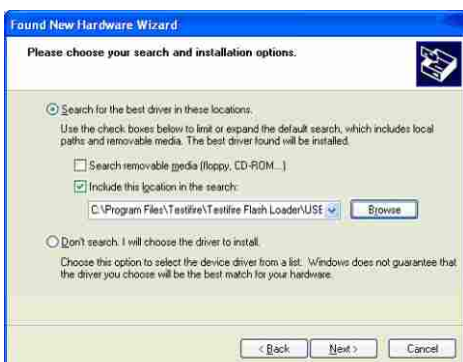 Found New Hardware Wizard
Please choose your search and installation options.
Search for the best driver in these locations.
Use the check boxes below to limit or expand the default search, which includes local
paths and removable media. The best driver found will be installed.
Search removable media (floppy, CD-ROM...)
Include this location in the search:
C:\Program Files\Testifire\Testifire Flash Loader\USE
Browse
Don't search. I will choose the driver to install.
Choose this option to select the device driver from a list. Windows does not guarantee that
the driver you choose will be the best match for your hardware.
< Back Next > Cancel